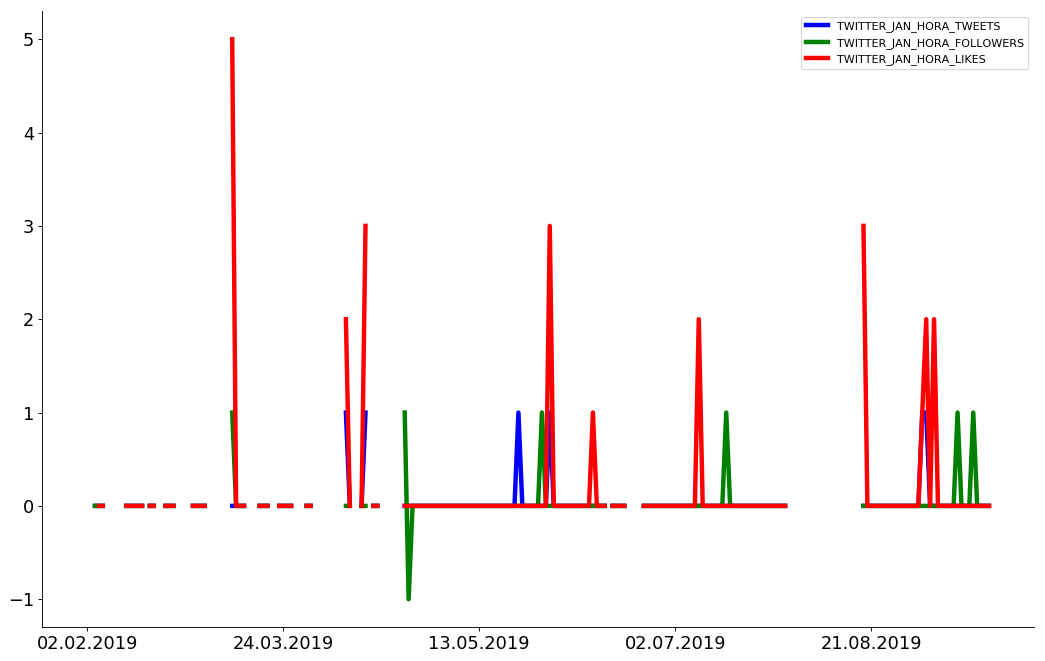 TWITTER_JAN_HORA_TWEETS
TWITTER_JAN_HORA_FOLLOWERS
TWITTER_JAN_HORA_LIKES
5
4
3
2
1
0
−1
02.02.2019 24.03.2019 13.05.2019 02.07.2019 21.08.2019